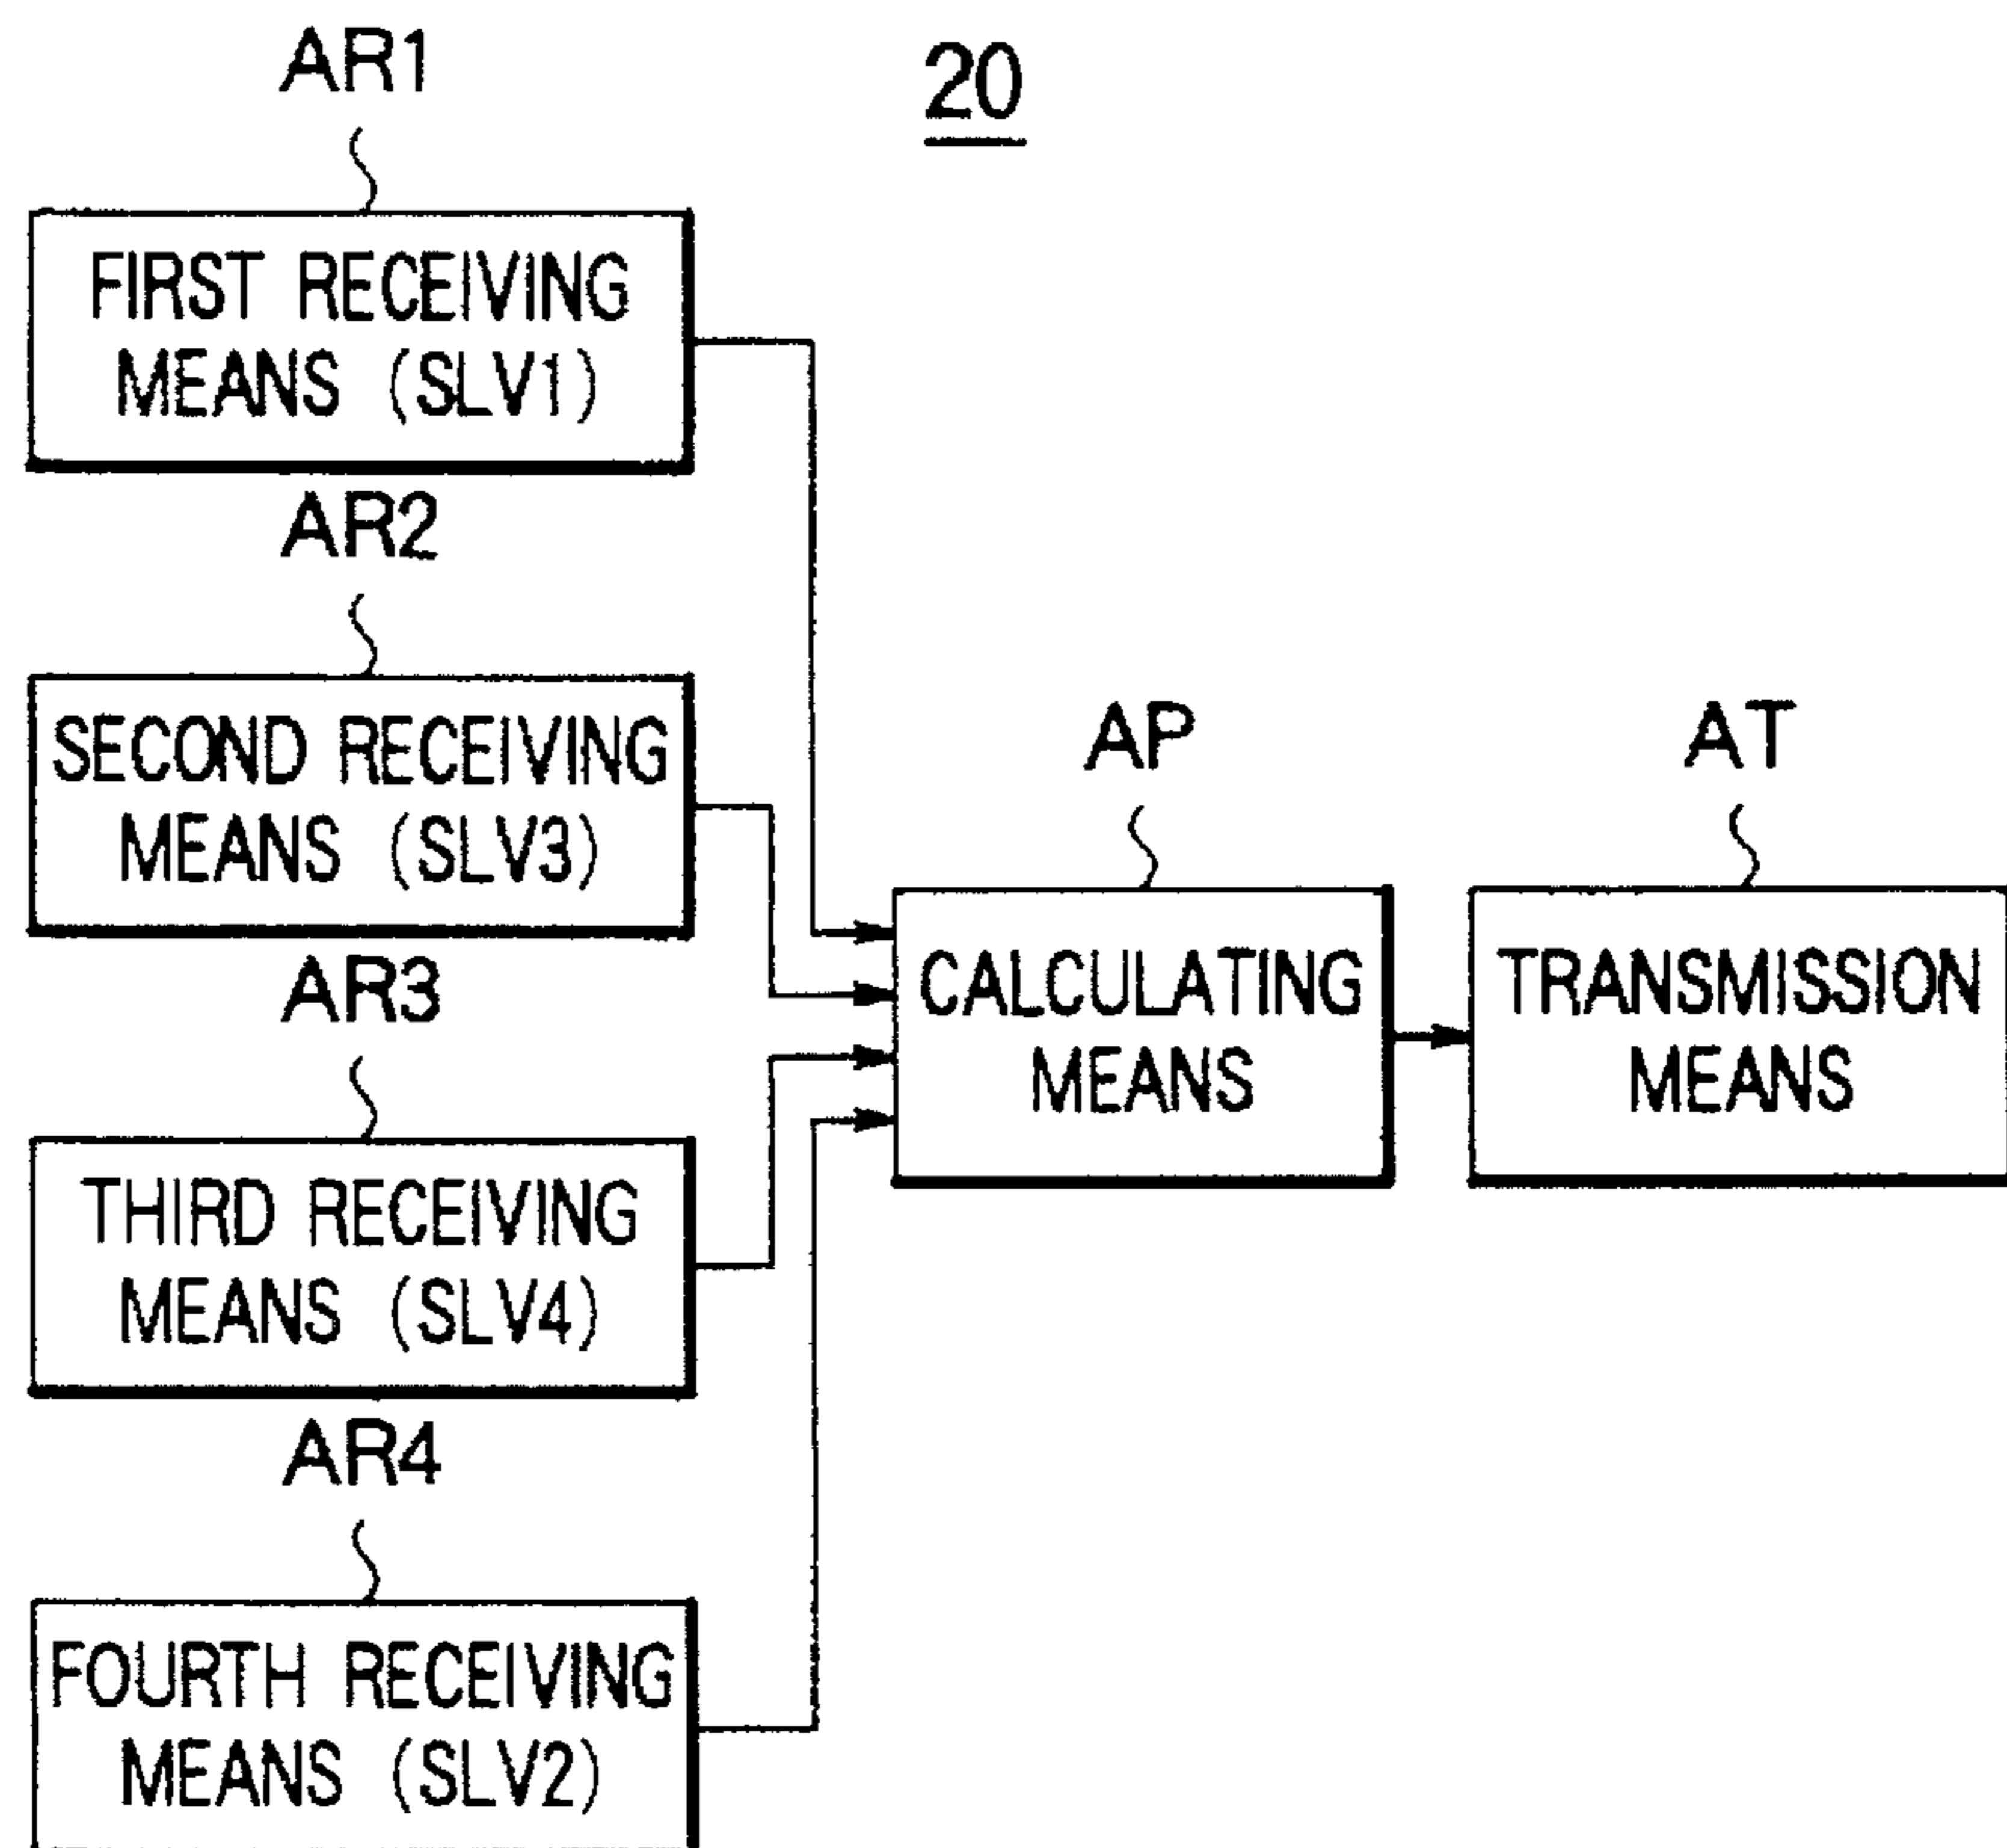 AR1
20
FIRST RECEIVING
MEANS (SLV1)
AR2
SECOND RECEIVING
MEANS (SLV3)
AR3
THIRD RECEIVING
MEANS (SLV4)
AR4
FOURTH RECEIVING
MEANS (SLV2)
AP
CALCULATING
MEANS
AT
TRANSMISSION
MEANS